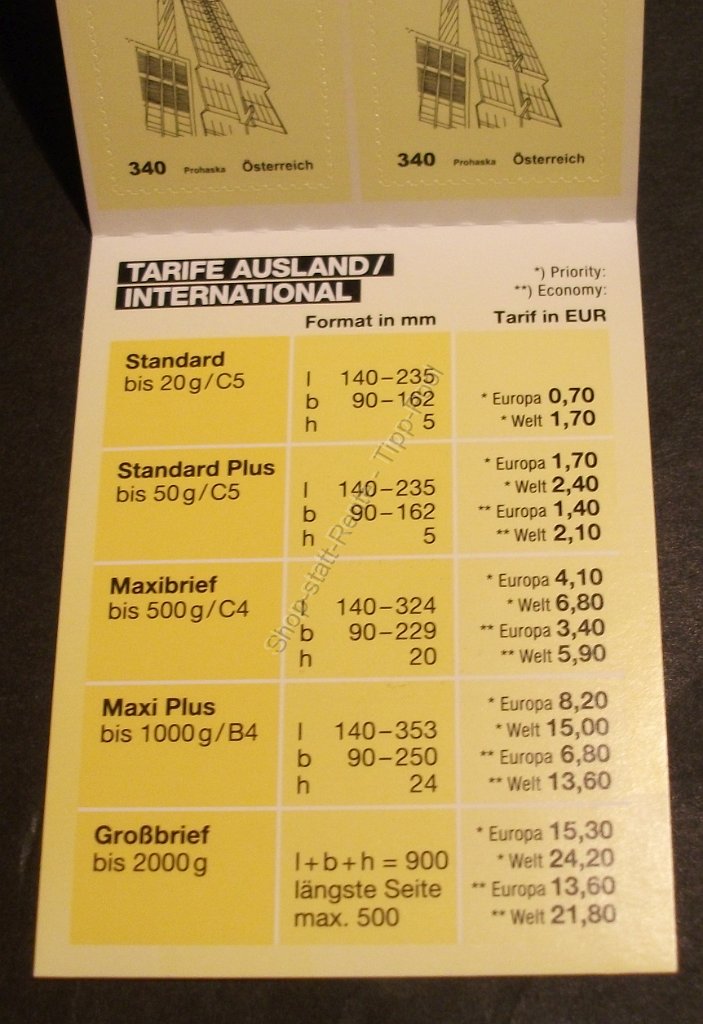 340 Prohaska Österreich
340 Prohaska Österreich
TARIFE AUSLAND/
INTERNATIONAL
*) Priority:
**) Economy:
Format in mm
Tarif in EUR
Standard
bis 20g/C5
l 140–235
b 90–162
h 5
* Europa 0,70
* Welt 1,70
Standard Plus
bis 50g/C5
l 140–235
b 90–162
h 5
* Europa 1,70
* Welt 2,40
** Europa 1,40
** Welt 2,10
Maxibrief
bis 500g/C4
l 140–324
b 90–229
h 20
* Europa 4,10
* Welt 6,80
** Europa 3,40
** Welt 5,90
Maxi Plus
bis 1000g/B4
l 140–353
b 90–250
h 24
* Europa 8,20
* Welt 15,00
** Europa 6,80
** Welt 13,60
Großbrief
bis 2000g
l+b+h = 900
längste Seite
max. 500
* Europa 15,30
* Welt 24,20
** Europa 13,60
** Welt 21,80
Shop-statt-Rente - Tipp-